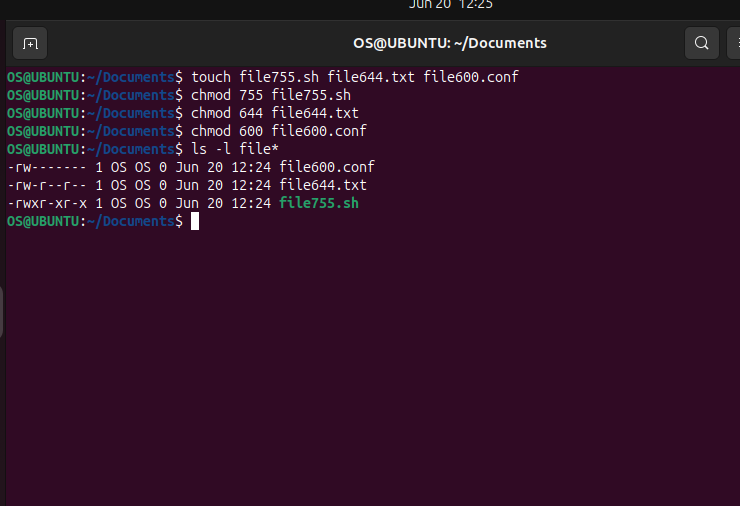 Jun 20 12:25
OS@UBUNTU: ~/Documents
OS@UBUNTU:~/Documents$ touch file755.sh file644.txt file600.conf
OS@UBUNTU:~/Documents$ chmod 755 file755.sh
OS@UBUNTU:~/Documents$ chmod 644 file644.txt
OS@UBUNTU:~/Documents$ chmod 600 file600.conf
OS@UBUNTU:~/Documents$ ls -l file*
-rw------- 1 OS OS 0 Jun 20 12:24 file600.conf
-rw-r--r-- 1 OS OS 0 Jun 20 12:24 file644.txt
-rwxr-xr-x 1 OS OS 0 Jun 20 12:24 file755.sh
OS@UBUNTU:~/Documents$